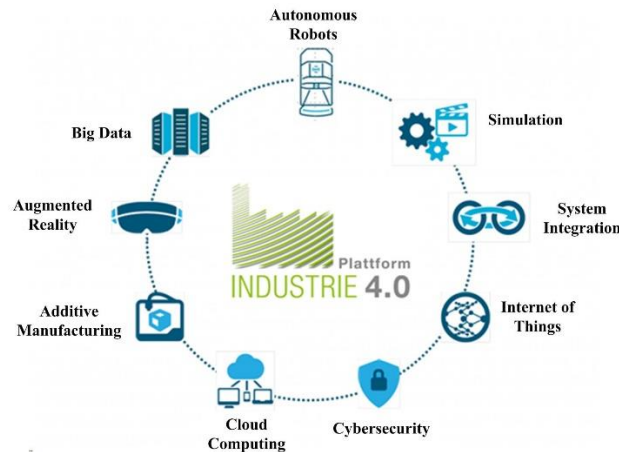 Autonomous
Robots
Simulation
System
Integration
Internet of
Things
Cybersecurity
Cloud
Computing
Additive
Manufacturing
Augmented
Reality
Big Data
Plattform
INDUSTRIE 4.0